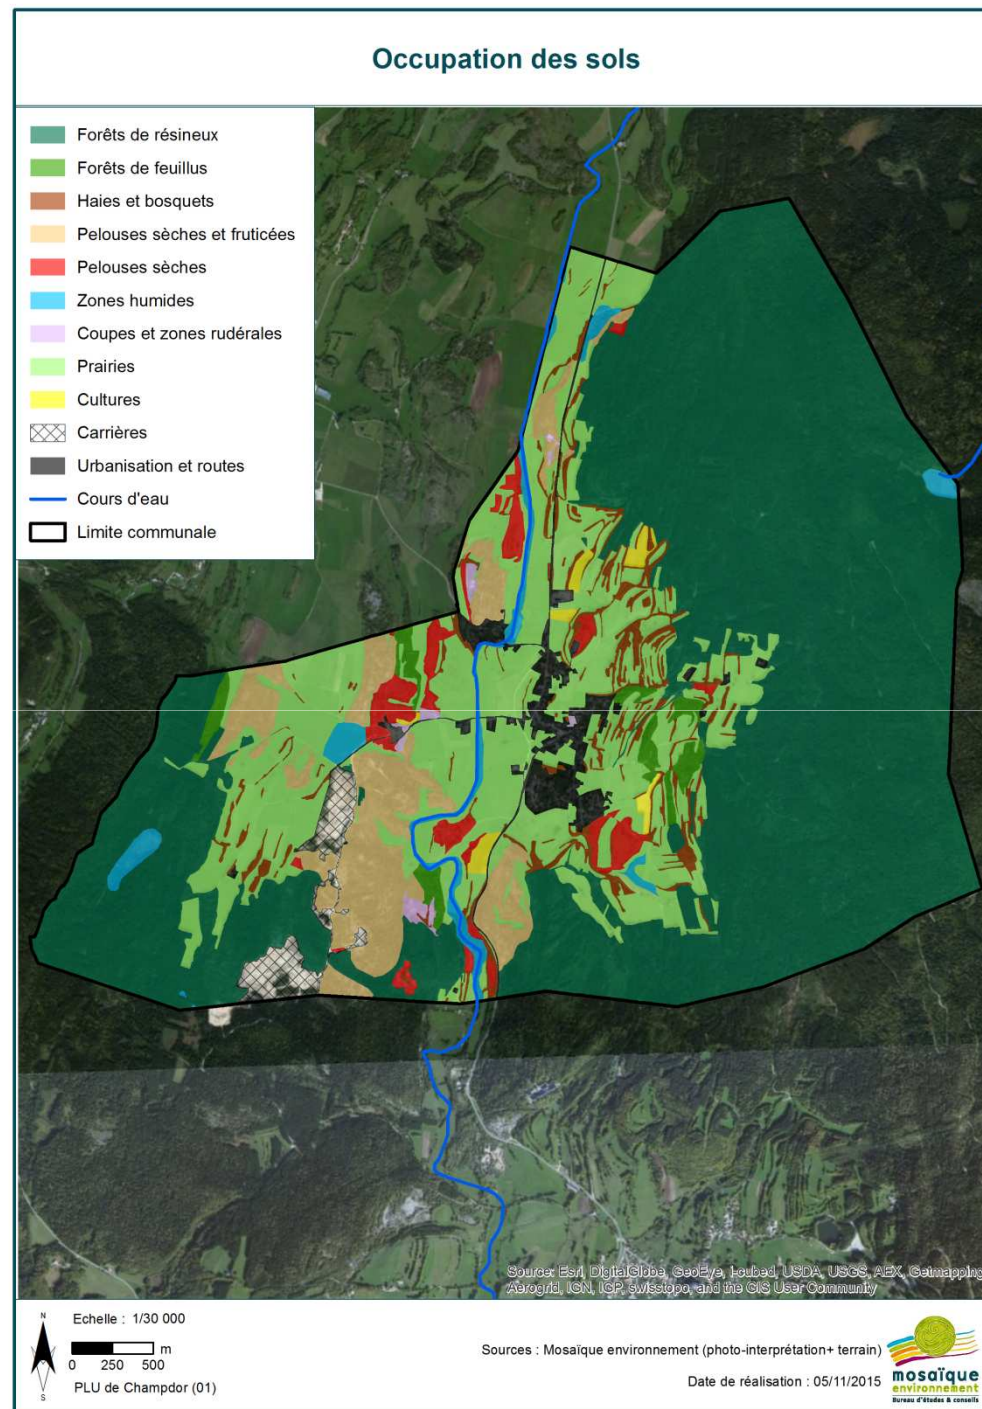 Occupation des sols
Forêts de résineux
Forêts de feuillus
Haies et bosquets
Pelouses sèches et fruticées
Pelouses sèches
Zones humides
Coupes et zones rudérales
Prairies
Cultures
Carrières
Urbanisation et routes
Cours d'eau
Limite communale
Source: Esri, DigitalGlobe, GeoEye, i-cubed, USDA, USGS, AEX, Getmapping,
Aerogrid, IGN, IGP, swisstopo, and the GIS User Community
N
S
Echelle : 1/30 000
m
0 250 500
PLU de Champdor (01)
Sources : Mosaïque environnement (photo-interprétation+ terrain)
Date de réalisation : 05/11/2015
mosaïque
environnement
Bureau d'études & conseils